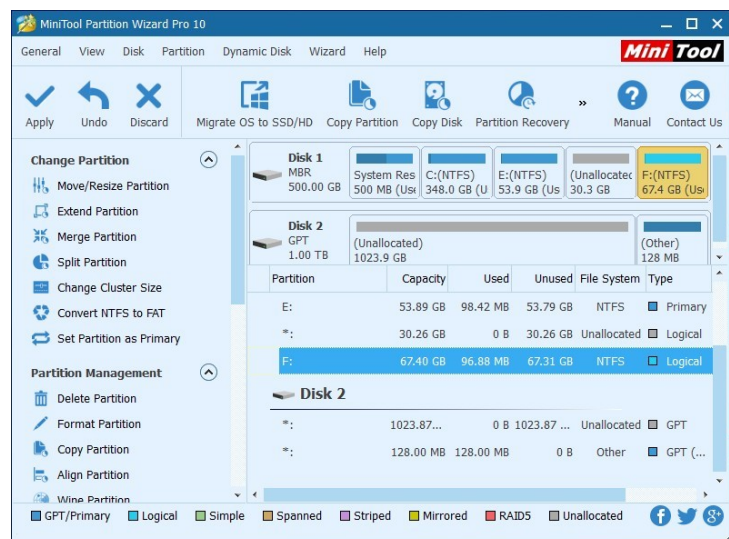 MiniTool Partition Wizard Pro 10
General View Disk Partition Dynamic Disk Wizard Help
Mini Tool
Apply Undo Discard Migrate OS to SSD/HD Copy Partition Copy Disk Partition Recovery » Manual Contact Us
Change Partition
Move/Resize Partition
Extend Partition
Merge Partition
Split Partition
Change Cluster Size
Convert NTFS to FAT
Set Partition as Primary
Partition Management
Delete Partition
Format Partition
Copy Partition
Align Partition
Wipe Partition
Disk 1
MBR
500.00 GB
System Res
500 MB (Use
C:(NTFS)
348.0 GB (U
E:(NTFS)
53.9 GB (Us
(Unallocatec
30.3 GB
F:(NTFS)
67.4 GB (Use
Disk 2
GPT
1.00 TB
(Unallocated)
1023.9 GB
(Other)
128 MB
Partition Capacity Used Unused File System Type
E: 53.89 GB 98.42 MB 53.79 GB NTFS Primary
*: 30.26 GB 0 B 30.26 GB Unallocated Logical
F: 67.40 GB 96.88 MB 67.31 GB NTFS Logical
Disk 2
*: 1023.87... 0 B 1023.87 ... Unallocated GPT
*: 128.00 MB 128.00 MB 0 B Other GPT (...
GPT/Primary Logical Simple Spanned Striped Mirrored RAID5 Unallocated